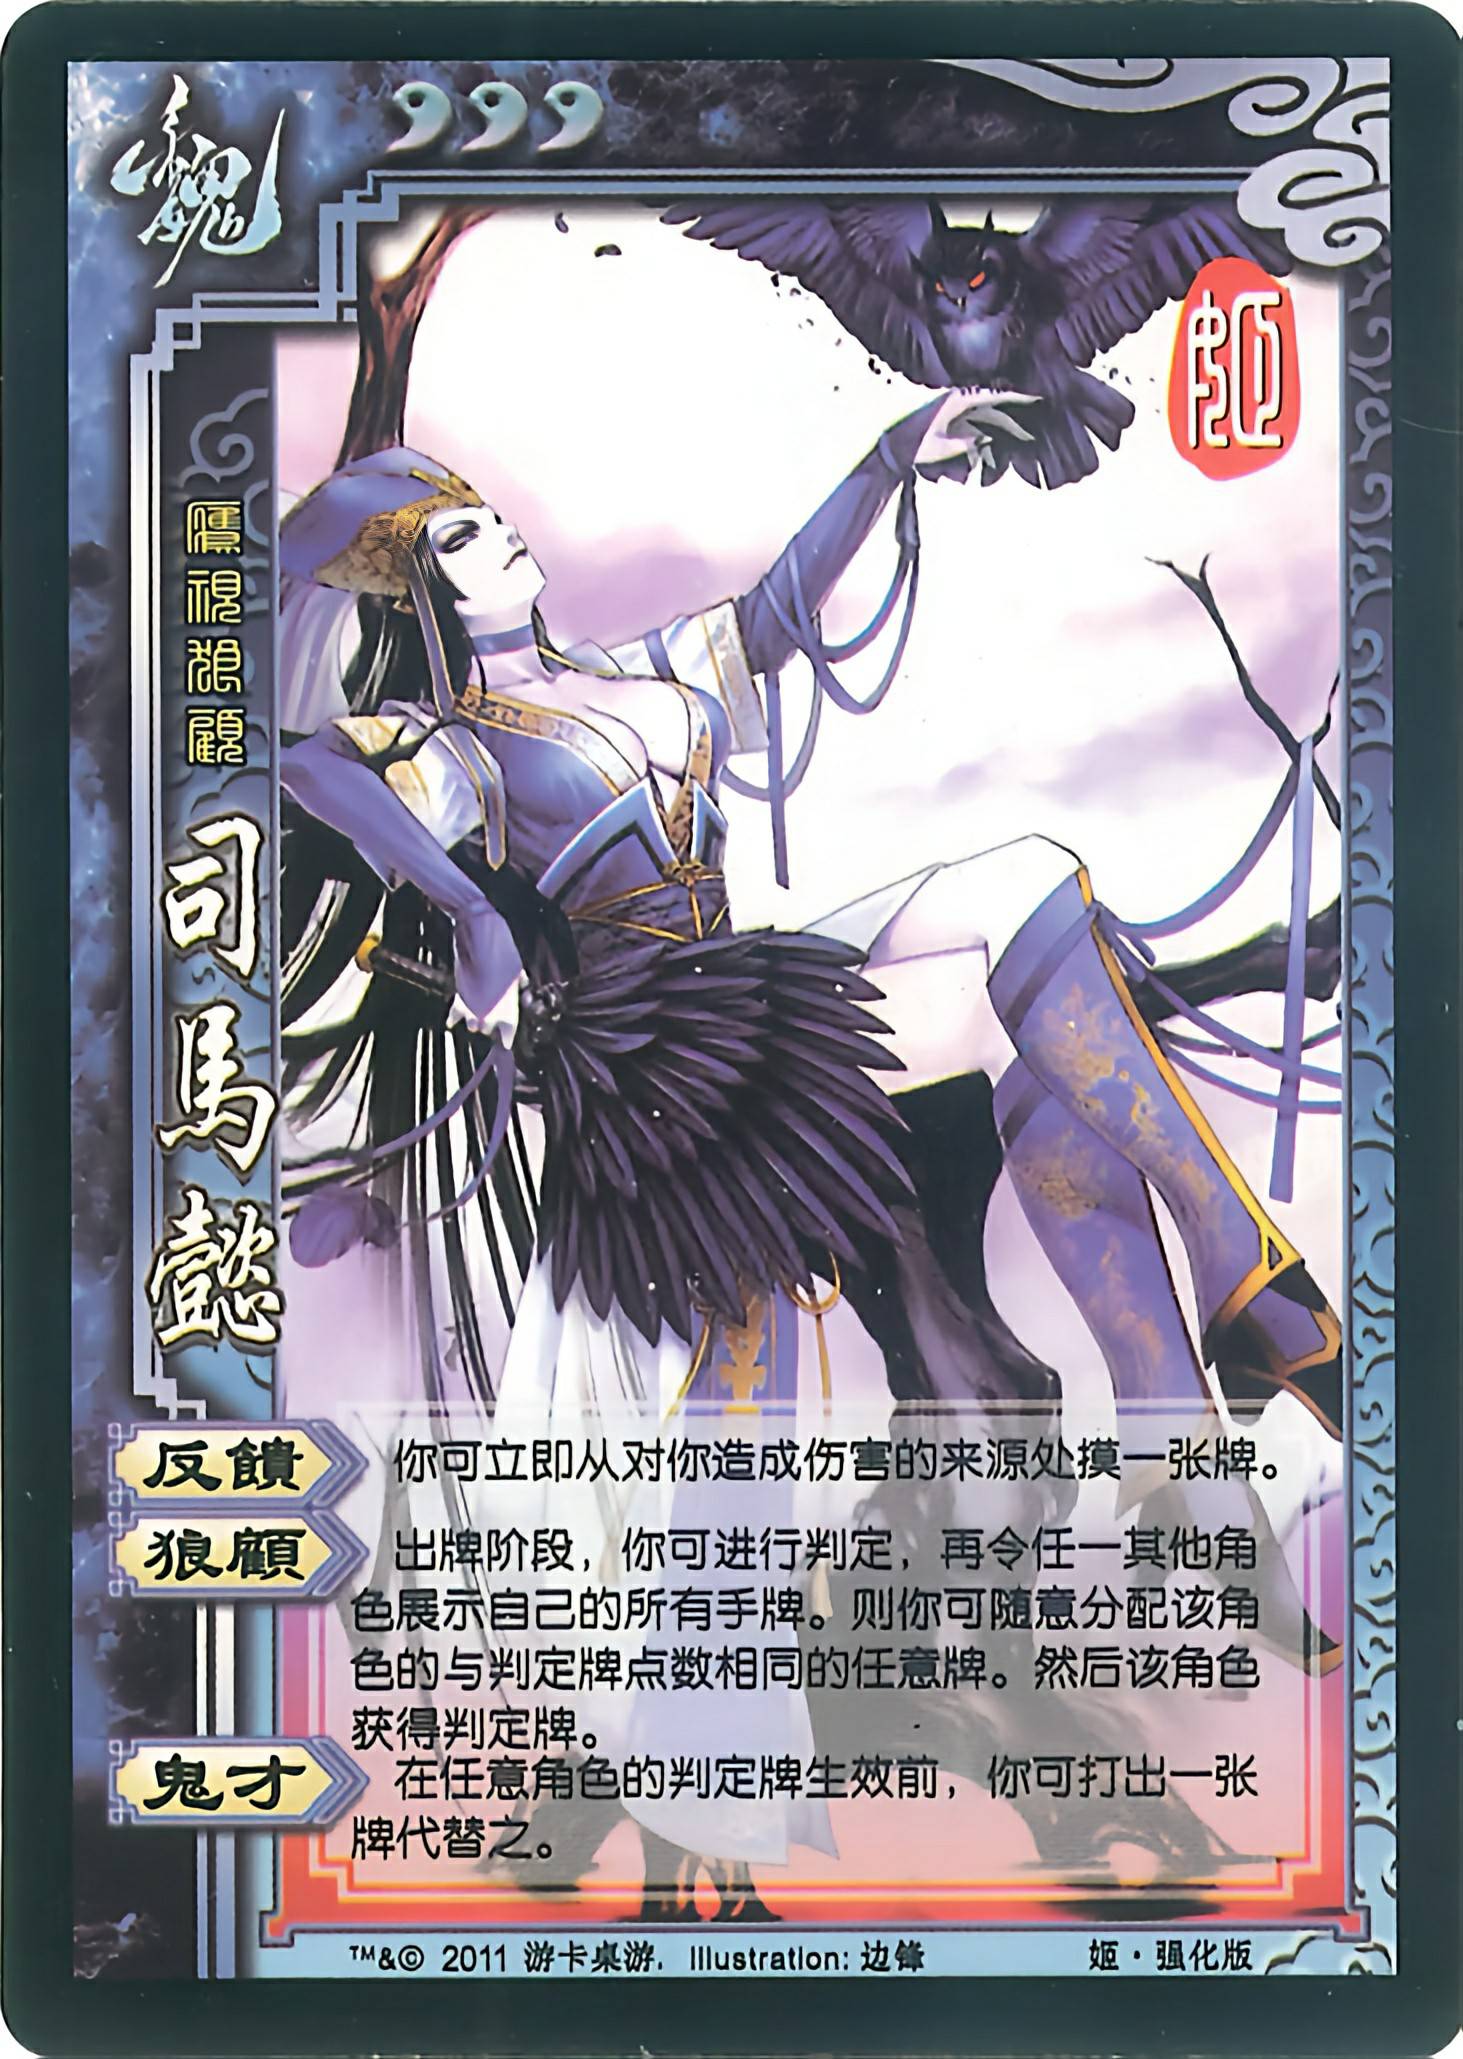 魏
姬
鷹視狼顧
司馬懿
反饋
你可立即从对你造成伤害的来源处摸一张牌。
狼顧
出牌阶段，你可进行判定，再令任一其他角
色展示自己的所有手牌。则你可随意分配该角
色的与判定牌点数相同的任意牌。然后该角色
获得判定牌。
鬼才
在任意角色的判定牌生效前，你可打出一张
牌代替之。
™&© 2011 游卡桌游. Illustration: 边锋
姬·强化版